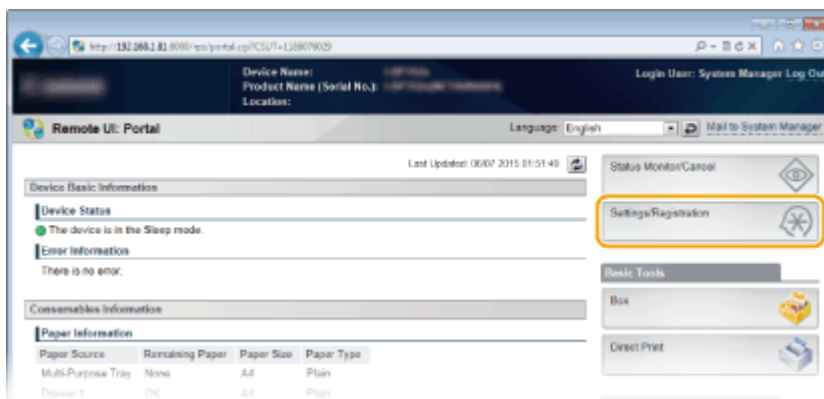 Device Name:
Product Name (Serial No.):
Location:
Login User: System Manager Log Out
Remote UI: Portal
Language: English
Mail to System Manager
Last Updated: 06/07 2015 01:51:48
Status Monitor/Cancel
Device Basic Information
Device Status
The device is in the Sleep mode.
Settings/Registration
Error Information
There is no error.
Basic Tools
Consumables Information
Box
Paper Information
Paper Source Remaining Paper Paper Size Paper Type
Direct Print
Multi-Purpose Tray None A4 Plain
Drawer 1 OK A4 Plain